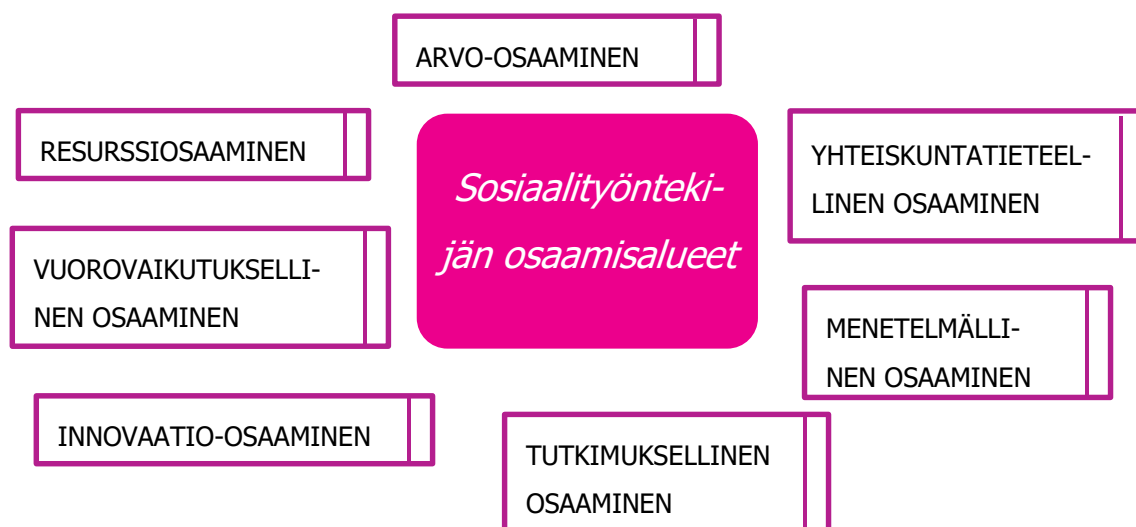 ARVO-OSAAMINEN
RESURSSIOSAAMINEN
Sosiaalityönteki-
jän osaamisalueet
YHTEISKUNTATIETEEL-
LINEN OSAAMINEN
VUOROVAIKUTUKSELLI-
NEN OSAAMINEN
MENETELMÄLLI-
NEN OSAAMINEN
INNOVAATIO-OSAAMINEN
TUTKIMUKSELLINEN
OSAAMINEN